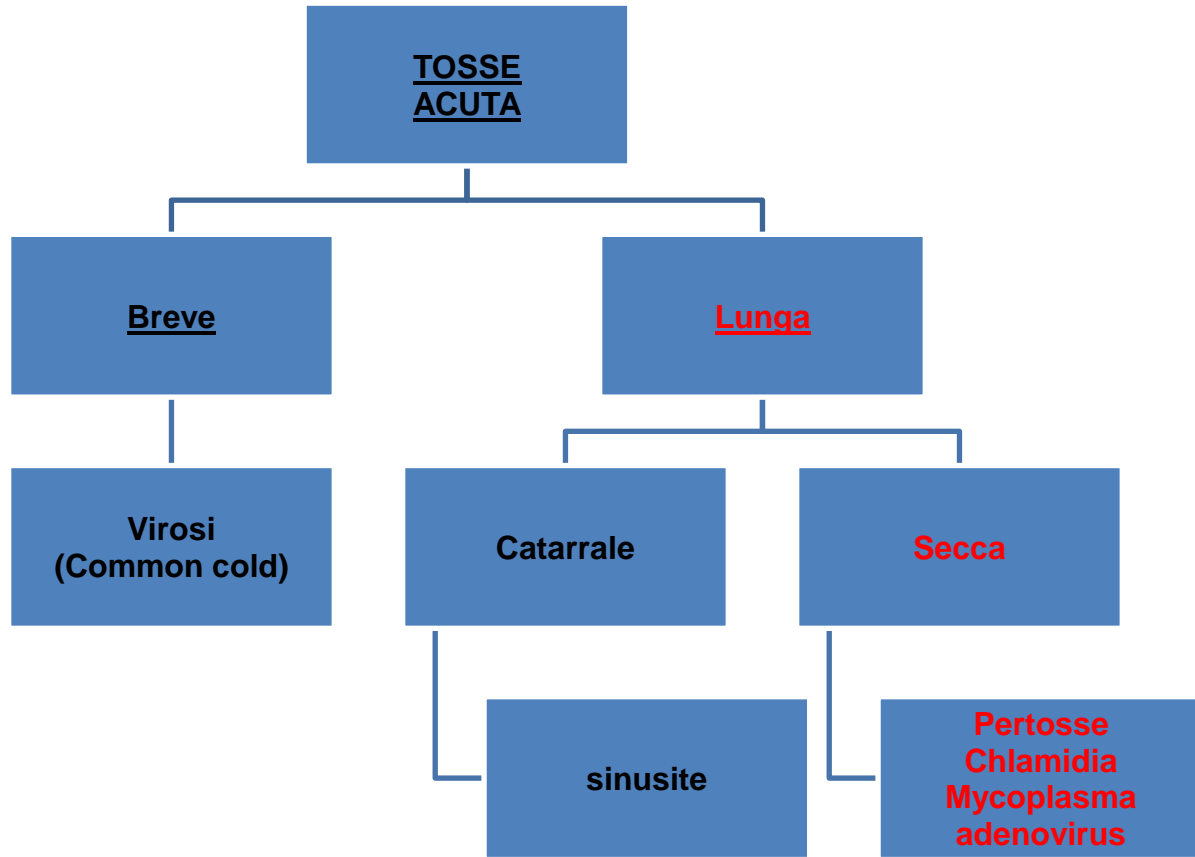 TOSSE
ACUTA
Breve
Lunga
Virosi
(Common cold)
Catarrale
Secca
sinusite
Pertosse
Chlamidia
Mycoplasma
adenovirus